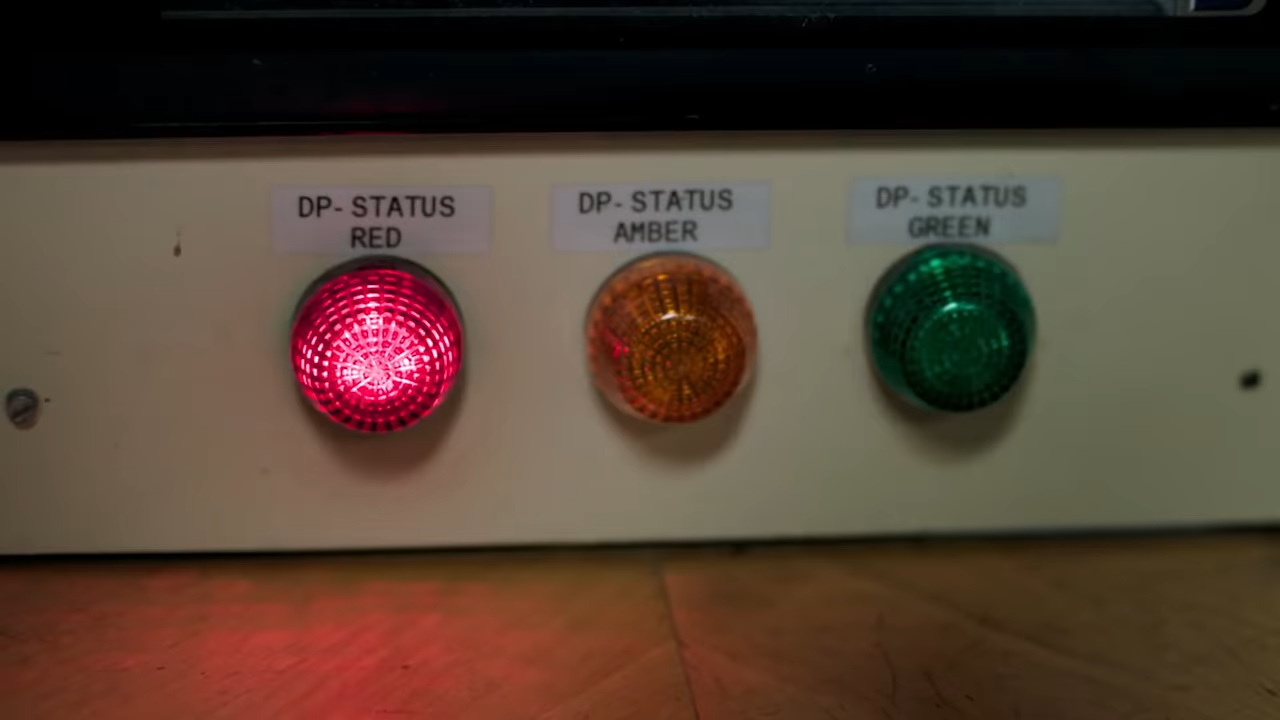 DP- STATUS
RED
DP- STATUS
AMBER
DP- STATUS
GREEN